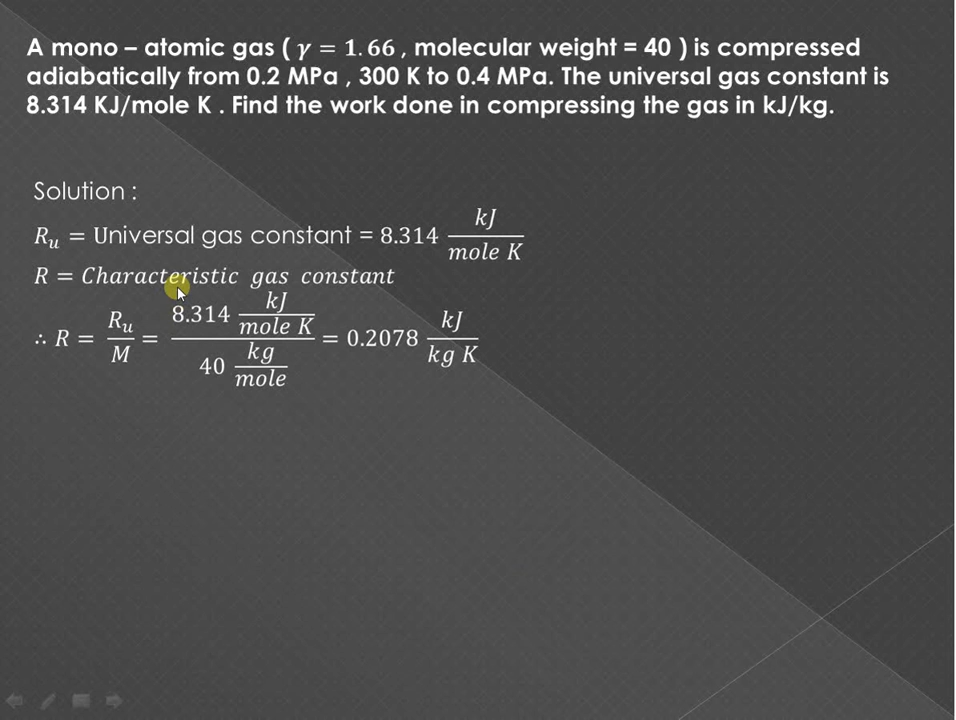 A mono – atomic gas ( γ = 1.66 , molecular weight = 40 ) is compressed
adiabatically from 0.2 MPa , 300 K to 0.4 MPa. The universal gas constant is
8.314 KJ/mole K . Find the work done in compressing the gas in kJ/kg.
Solution :
R_u = Universal gas constant = 8.314 kJ / mole K
R = Characteristic gas constant
∴ R = R_u / M = 8.314 kJ / mole K / 40 kg / mole = 0.2078 kJ / kg K